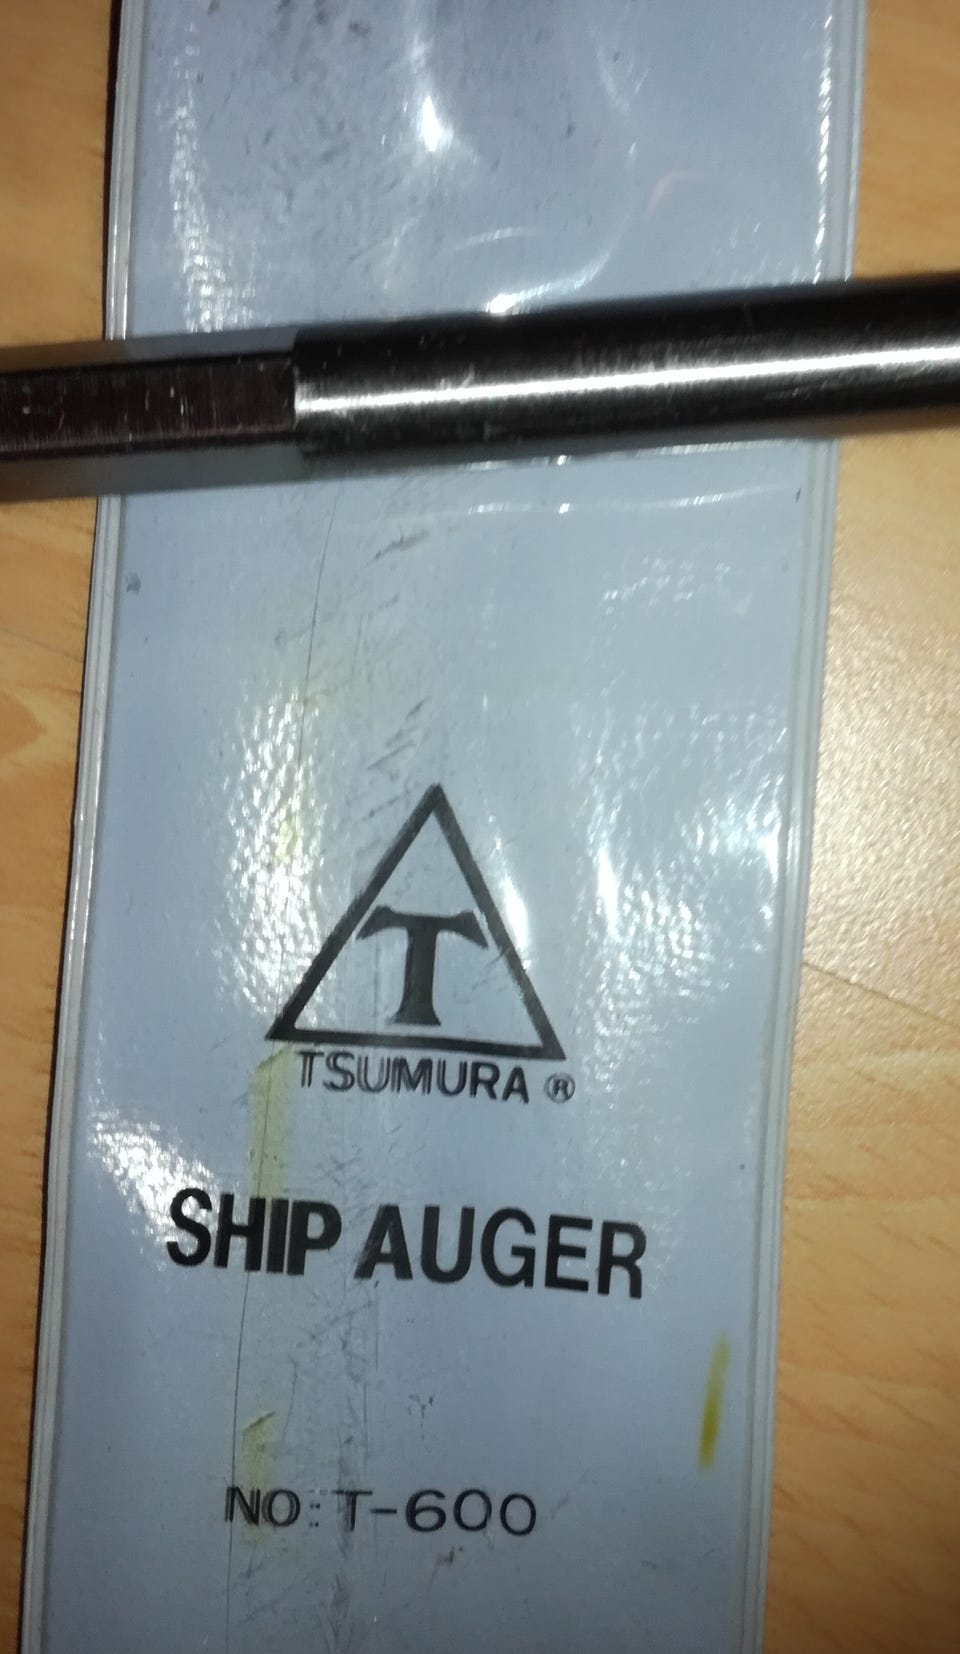 T
TSUMURA ®
SHIP AUGER
NO: T-600